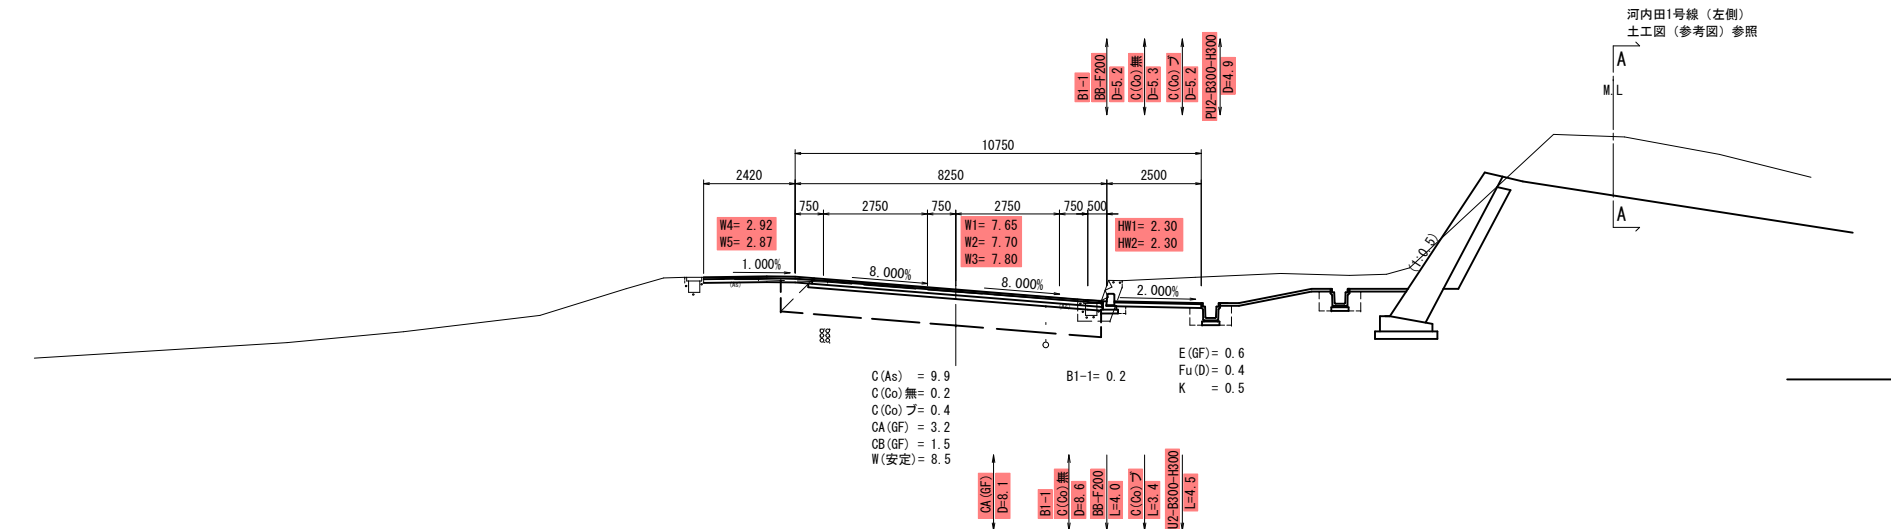 河内田1号線（左側）
土工図（参考図）参照
A
M.L
A
B1-1
BB-F200
D=5.2
C(Co)無
D=5.3
C(Co)ブ
D=5.2
PU2-B300-H300
D=4.9
10750
2420
8250
2500
750
2750
750
2750
750
500
W4= 2.92
W5= 2.87
W1= 7.65
W2= 7.70
W3= 7.80
HW1= 2.30
HW2= 2.30
1.000%
8.000%
8.000%
2.000%
(1:0.5)
(As)
E(GF)= 0.6
Fu(D)= 0.4
K = 0.5
B1-1= 0.2
C(As) = 9.9
C(Co)無= 0.2
C(Co)ブ= 0.4
CA(GF) = 3.2
CB(GF) = 1.5
W(安定)= 8.5
CA(GF)
D=8.1
B1-1
C(Co)無
D=8.6
BB-F200
L=4.0
C(Co)ブ
L=3.4
U2-B300-H300
L=4.5